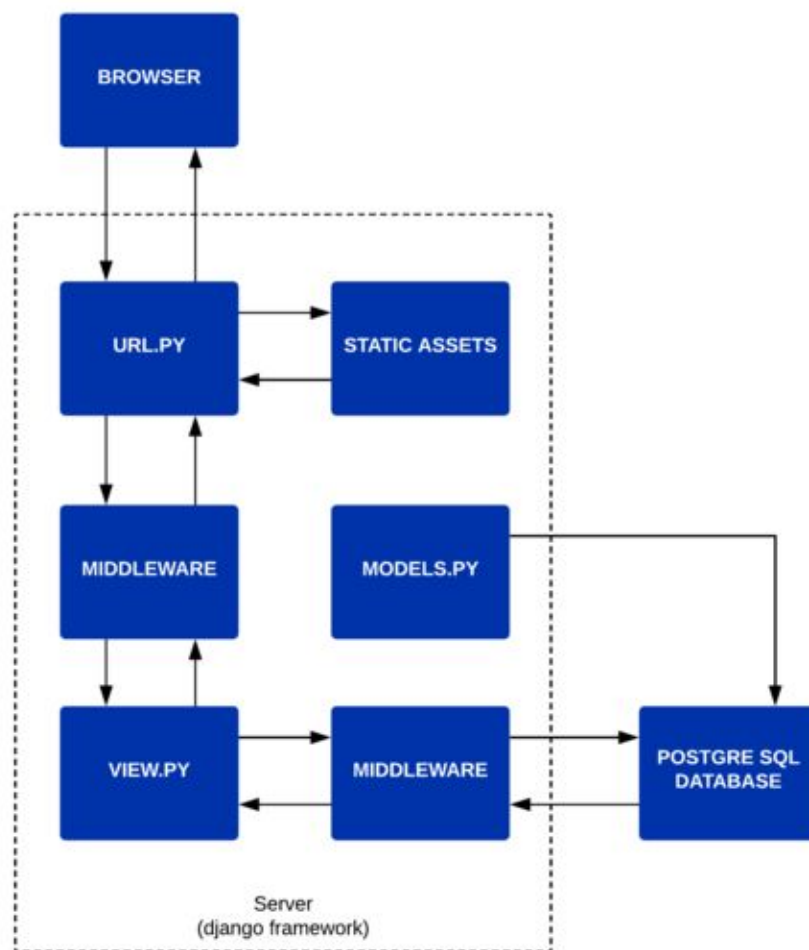 BROWSER
URL.PY
STATIC ASSETS
MIDDLEWARE
MODELS.PY
VIEW.PY
MIDDLEWARE
POSTGRE SQL
DATABASE
Server
(django framework)